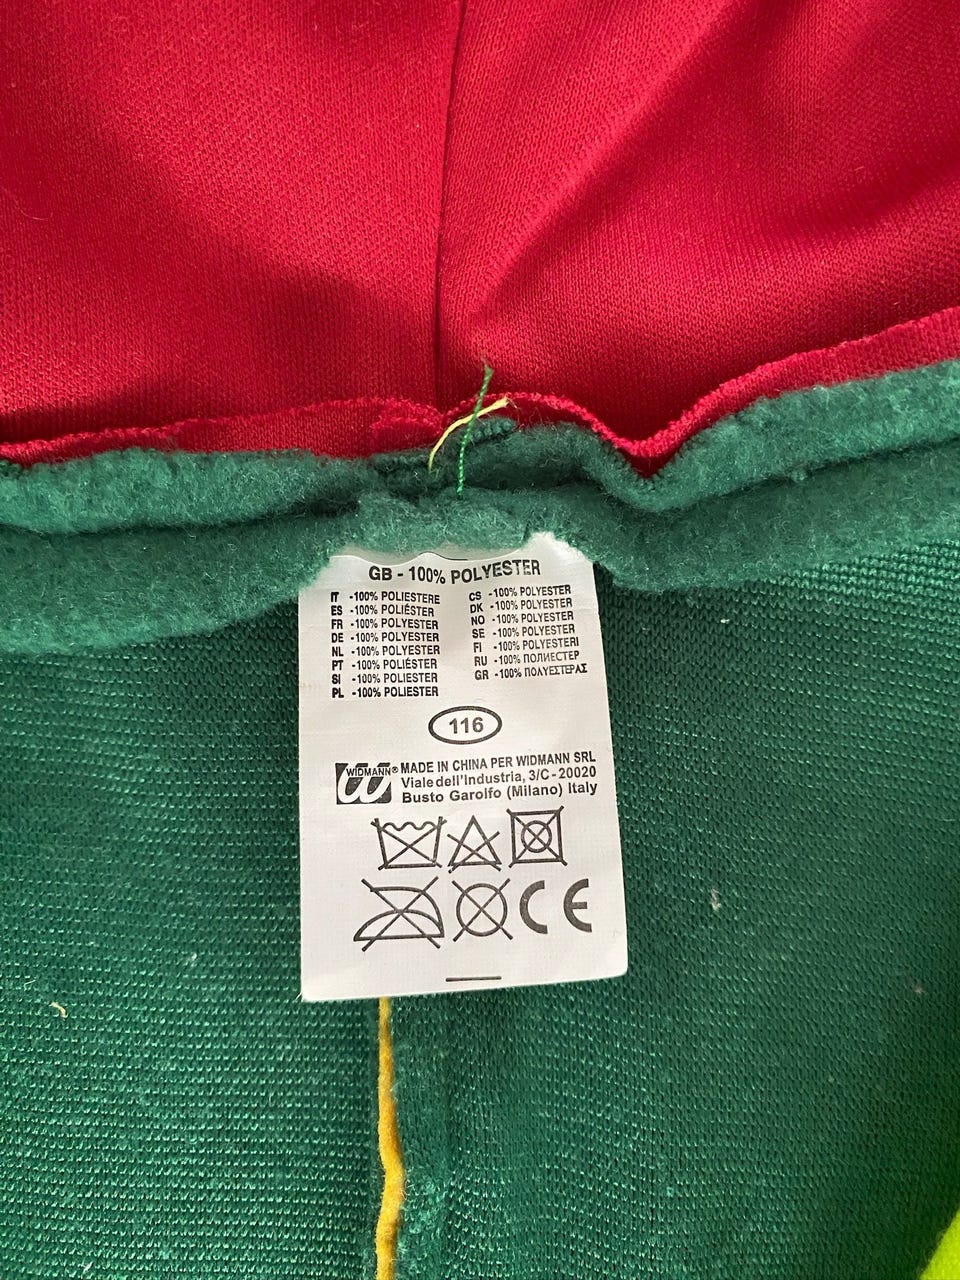 GB - 100% POLYESTER
IT -100% POLIESTERE
ES -100% POLIÉSTER
FR -100% POLYESTER
DE -100% POLYESTER
NL -100% POLYESTER
PT -100% POLIÉSTER
SI -100% POLIESTER
PL -100% POLIESTER
CS -100% POLYESTER
DK -100% POLYESTER
NO -100% POLYESTER
SE -100% POLYESTER
FI -100% POLYESTERI
RU -100% ПОЛИЕСТЕР
GR -100% ΠΟΛΥΕΣΤΕΡΑΣ
116
WIDMANN®
MADE IN CHINA PER WIDMANN SRL
Viale dell'Industria, 3/C - 20020
Busto Garolfo (Milano) Italy
CE